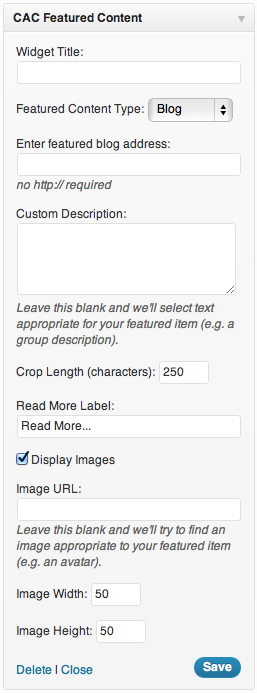 CAC Featured Content
Widget Title:
Featured Content Type: Blog
Enter featured blog address:
no http:// required
Custom Description:
Leave this blank and we'll select text
appropriate for your featured item (e.g. a
group description).
Crop Length (characters): 250
Read More Label:
Read More...
Display Images
Image URL:
Leave this blank and we'll try to find an
image appropriate to your featured item
(e.g. an avatar).
Image Width: 50
Image Height: 50
Delete | Close Save